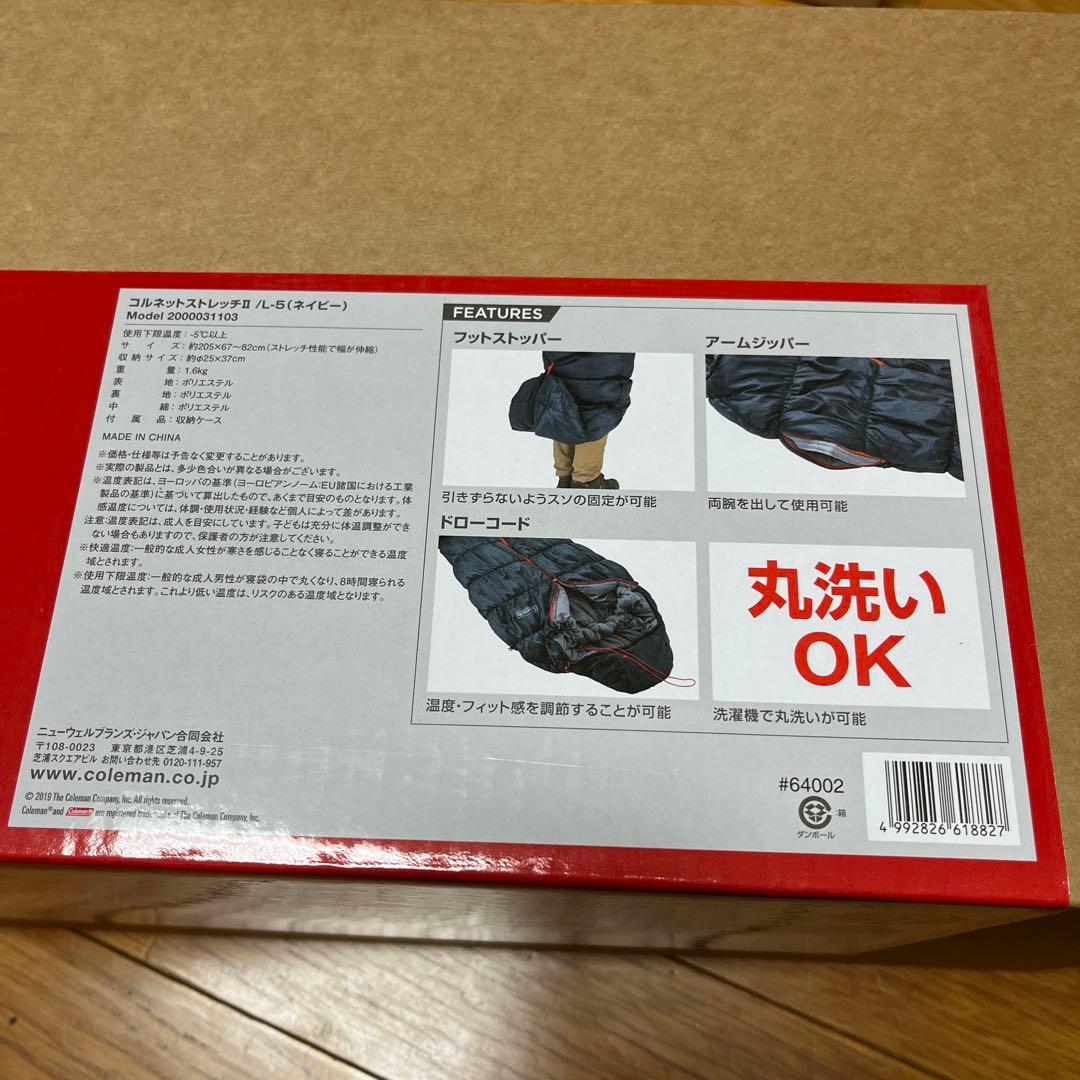 コルネットストレッチⅡ /L-5(ネイビー)
Model 2000031103
使用下限温度:-5℃以上
サイズ:約205×67〜82cm(ストレッチ性能で幅が伸縮)
収納サイズ:約φ25×37cm
重量:1.6kg
表地:ポリエステル
裏地:ポリエステル
中綿:ポリエステル
付属品:収納ケース
MADE IN CHINA
※価格・仕様等は予告なく変更することがあります。
※実際の製品とは、多少色合いが異なる場合がございます。
※温度表記は、ヨーロッパの基準(ヨーロピアンノーム:EU諸国における工業
製品の基準)に基づいて算出したもので、あくまで目安のものとなります。体
感温度については、体調・使用状況・経験など個人によって差があります。
注意:温度表記は、成人を目安にしています。子どもは充分に体温調整ができ
ない場合もありますので、保護者の方が注意してください。
※快適温度:一般的な成人女性が寒さを感じることなく寝ることができる温度
域とされます。
※使用下限温度:一般的な成人男性が寝袋の中で丸くなり、8時間寝られる
温度域とされます。これより低い温度は、リスクのある温度域となります。
ニューウェルブランズ・ジャパン合同会社
〒108-0023 東京都港区芝浦4-9-25
芝浦スクエアビル お問い合わせ先 0120-111-957
www.coleman.co.jp
© 2019 The Coleman Company, Inc. All rights reserved.
Coleman® and Coleman are registered trademarks of The Coleman Company, Inc.
FEATURES
フットストッパー
引きずらないようスソの固定が可能
アームジッパー
両腕を出して使用可能
ドローコード
温度・フィット感を調節することが可能
丸洗い
OK
洗濯機で丸洗いが可能
#64002
:箱
ダンボール
4 992826 618827